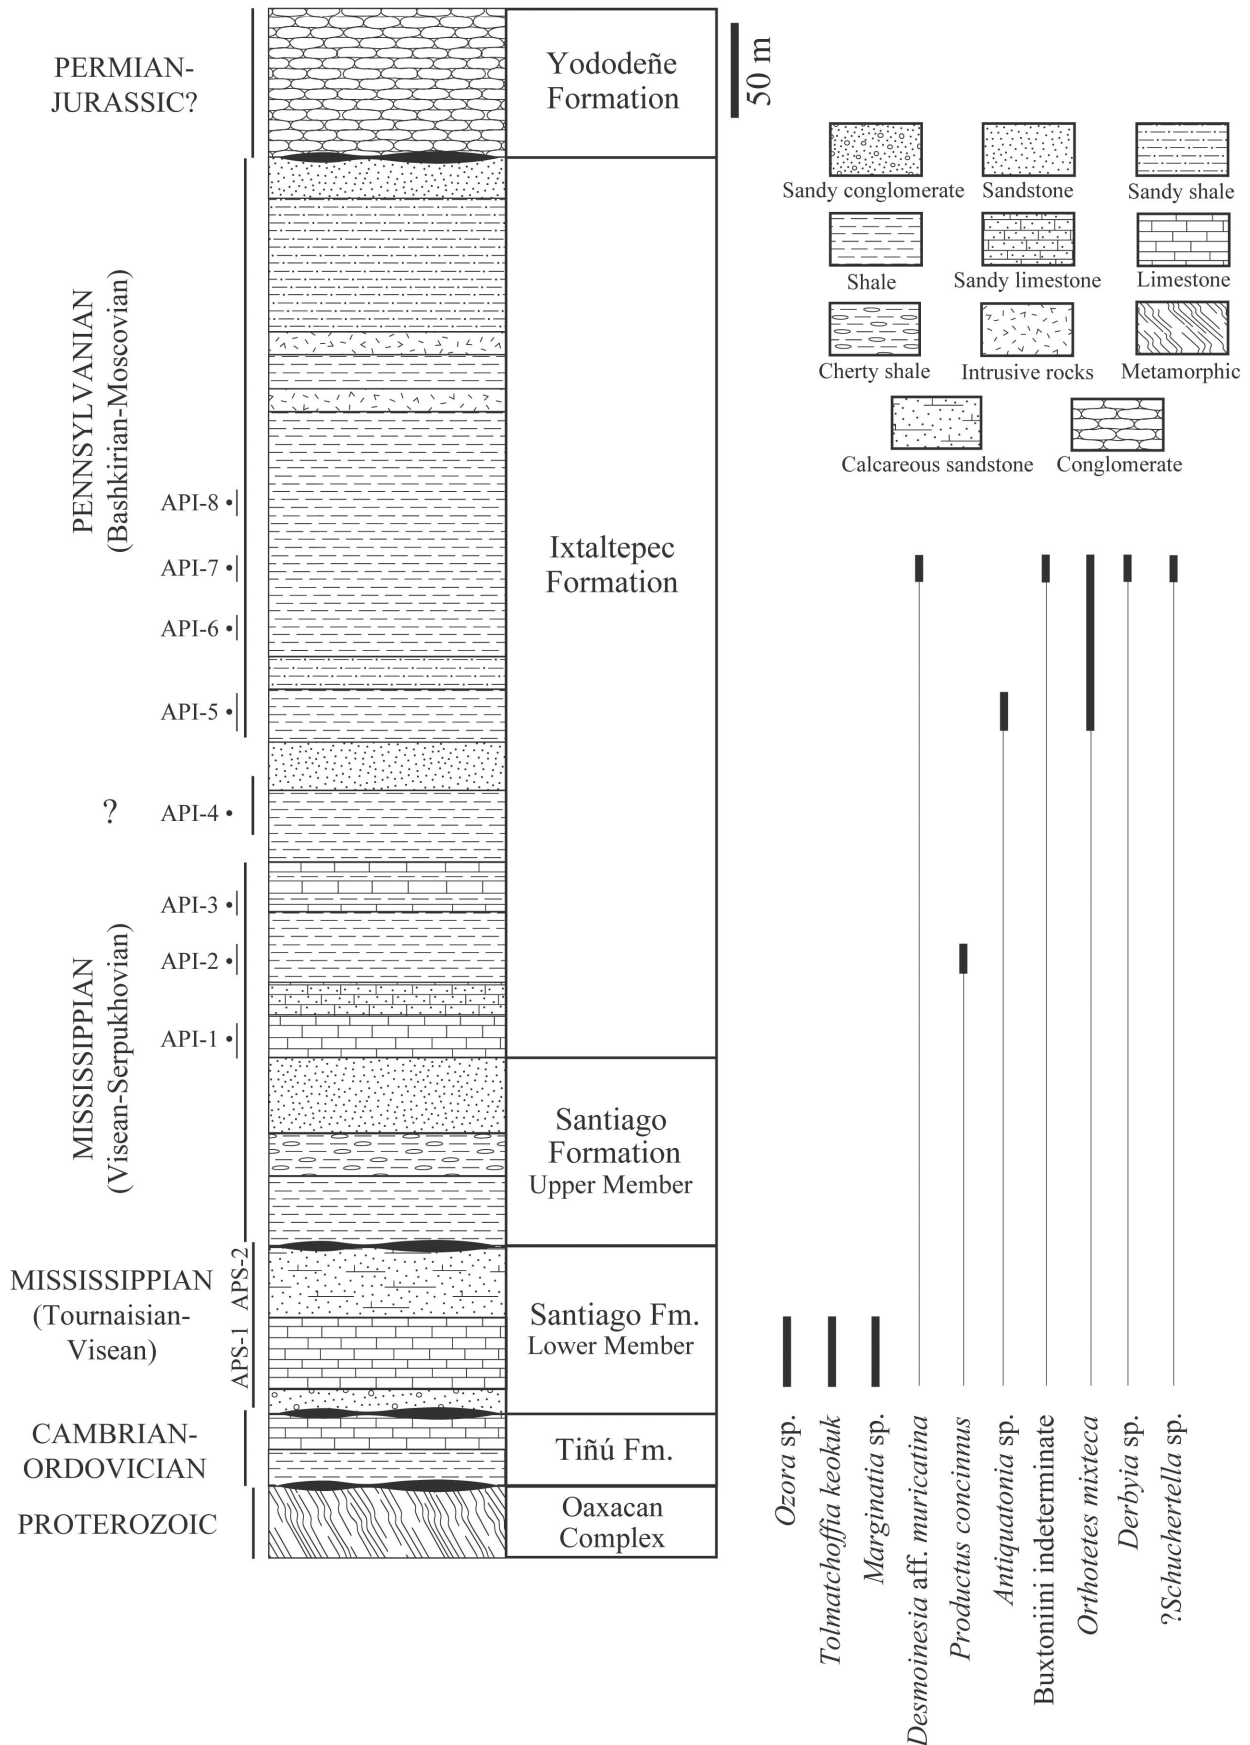 PERMIAN-
JURASSIC?
Yododeñe
Formation
50 m
Sandy conglomerate
Sandstone
Sandy shale
Shale
Sandy limestone
Limestone
Cherty shale
Intrusive rocks
Metamorphic
Calcareous sandstone
Conglomerate
PENNSYLVANIAN
(Bashkirian-Moscovian)
API-8
API-7
API-6
API-5
Ixtaltepec
Formation
?
API-4
MISSISSIPPIAN
(Visean-Serpukhovian)
API-3
API-2
API-1
Santiago
Formation
Upper Member
MISSISSIPPIAN
(Tournaisian-
Visean)
APS-2
APS-1
Santiago Fm.
Lower Member
CAMBRIAN-
ORDOVICIAN
Tiñú Fm.
PROTEROZOIC
Oaxacan
Complex
Ozora sp.
Tolmatchoffia keokuk
Marginatia sp.
Desmoinesia aff. muricatina
Productus concinnus
Antiquatonia sp.
Buxtoniini indeterminate
Orthotetes mixteca
Derbyia sp.
?Schuchertella sp.